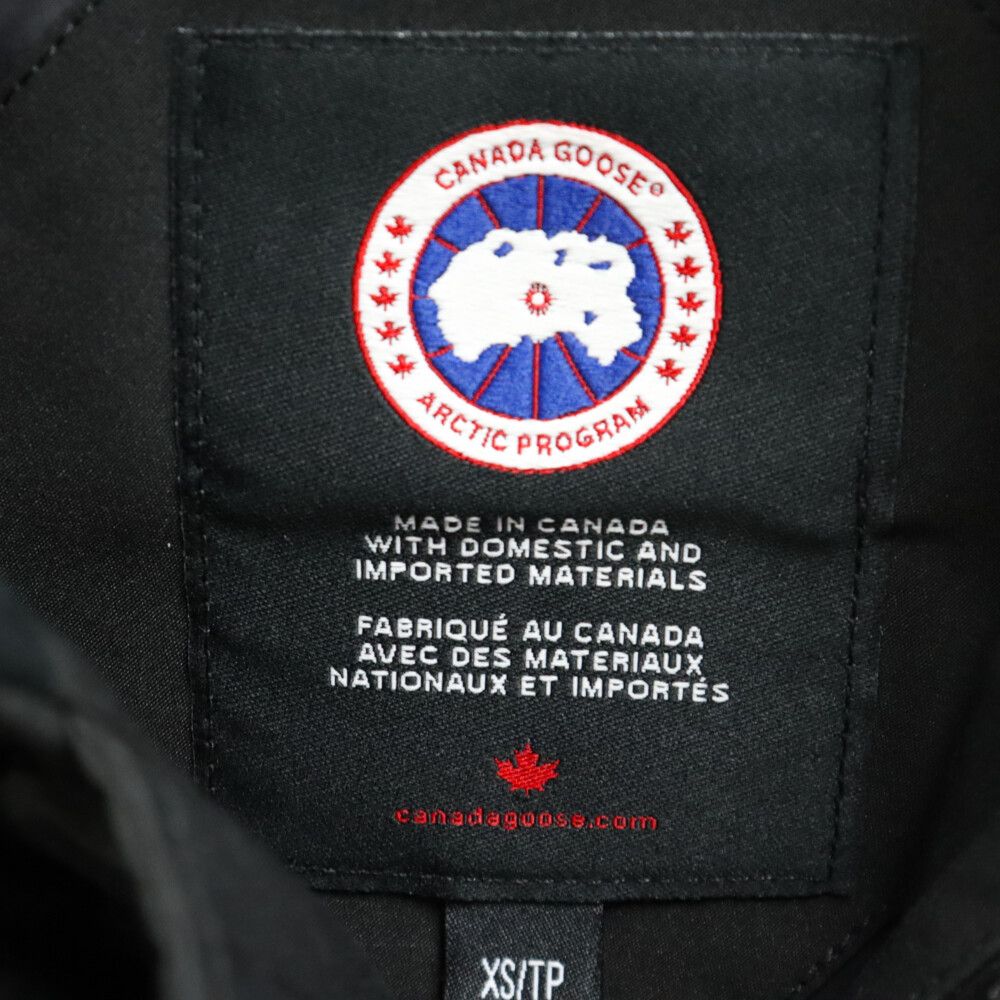 CANADA GOOSE®
ARCTIC PROGRAM
MADE IN CANADA
WITH DOMESTIC AND
IMPORTED MATERIALS
FABRIQUÉ AU CANADA
AVEC DES MATERIAUX
NATIONAUX ET IMPORTÉS
canadagoose.com
XS/TP